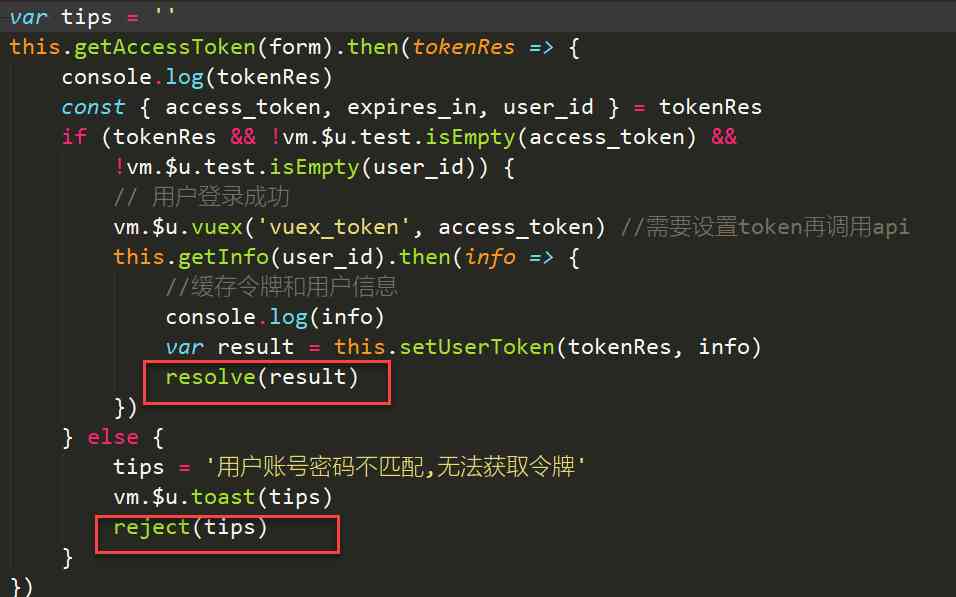 var tips = ''
this.getAccessToken(form).then(tokenRes => {
console.log(tokenRes)
const { access_token, expires_in, user_id } = tokenRes
if (tokenRes && !vm.$u.test.isEmpty(access_token) &&
!vm.$u.test.isEmpty(user_id)) {
// 用户登录成功
vm.$u.vuex('vuex_token', access_token) //需要设置token再调用api
this.getInfo(user_id).then(info => {
//缓存令牌和用户信息
console.log(info)
var result = this.setUserToken(tokenRes, info)
resolve(result)
})
} else {
tips = '用户账号密码不匹配,无法获取令牌'
vm.$u.toast(tips)
reject(tips)
}
})